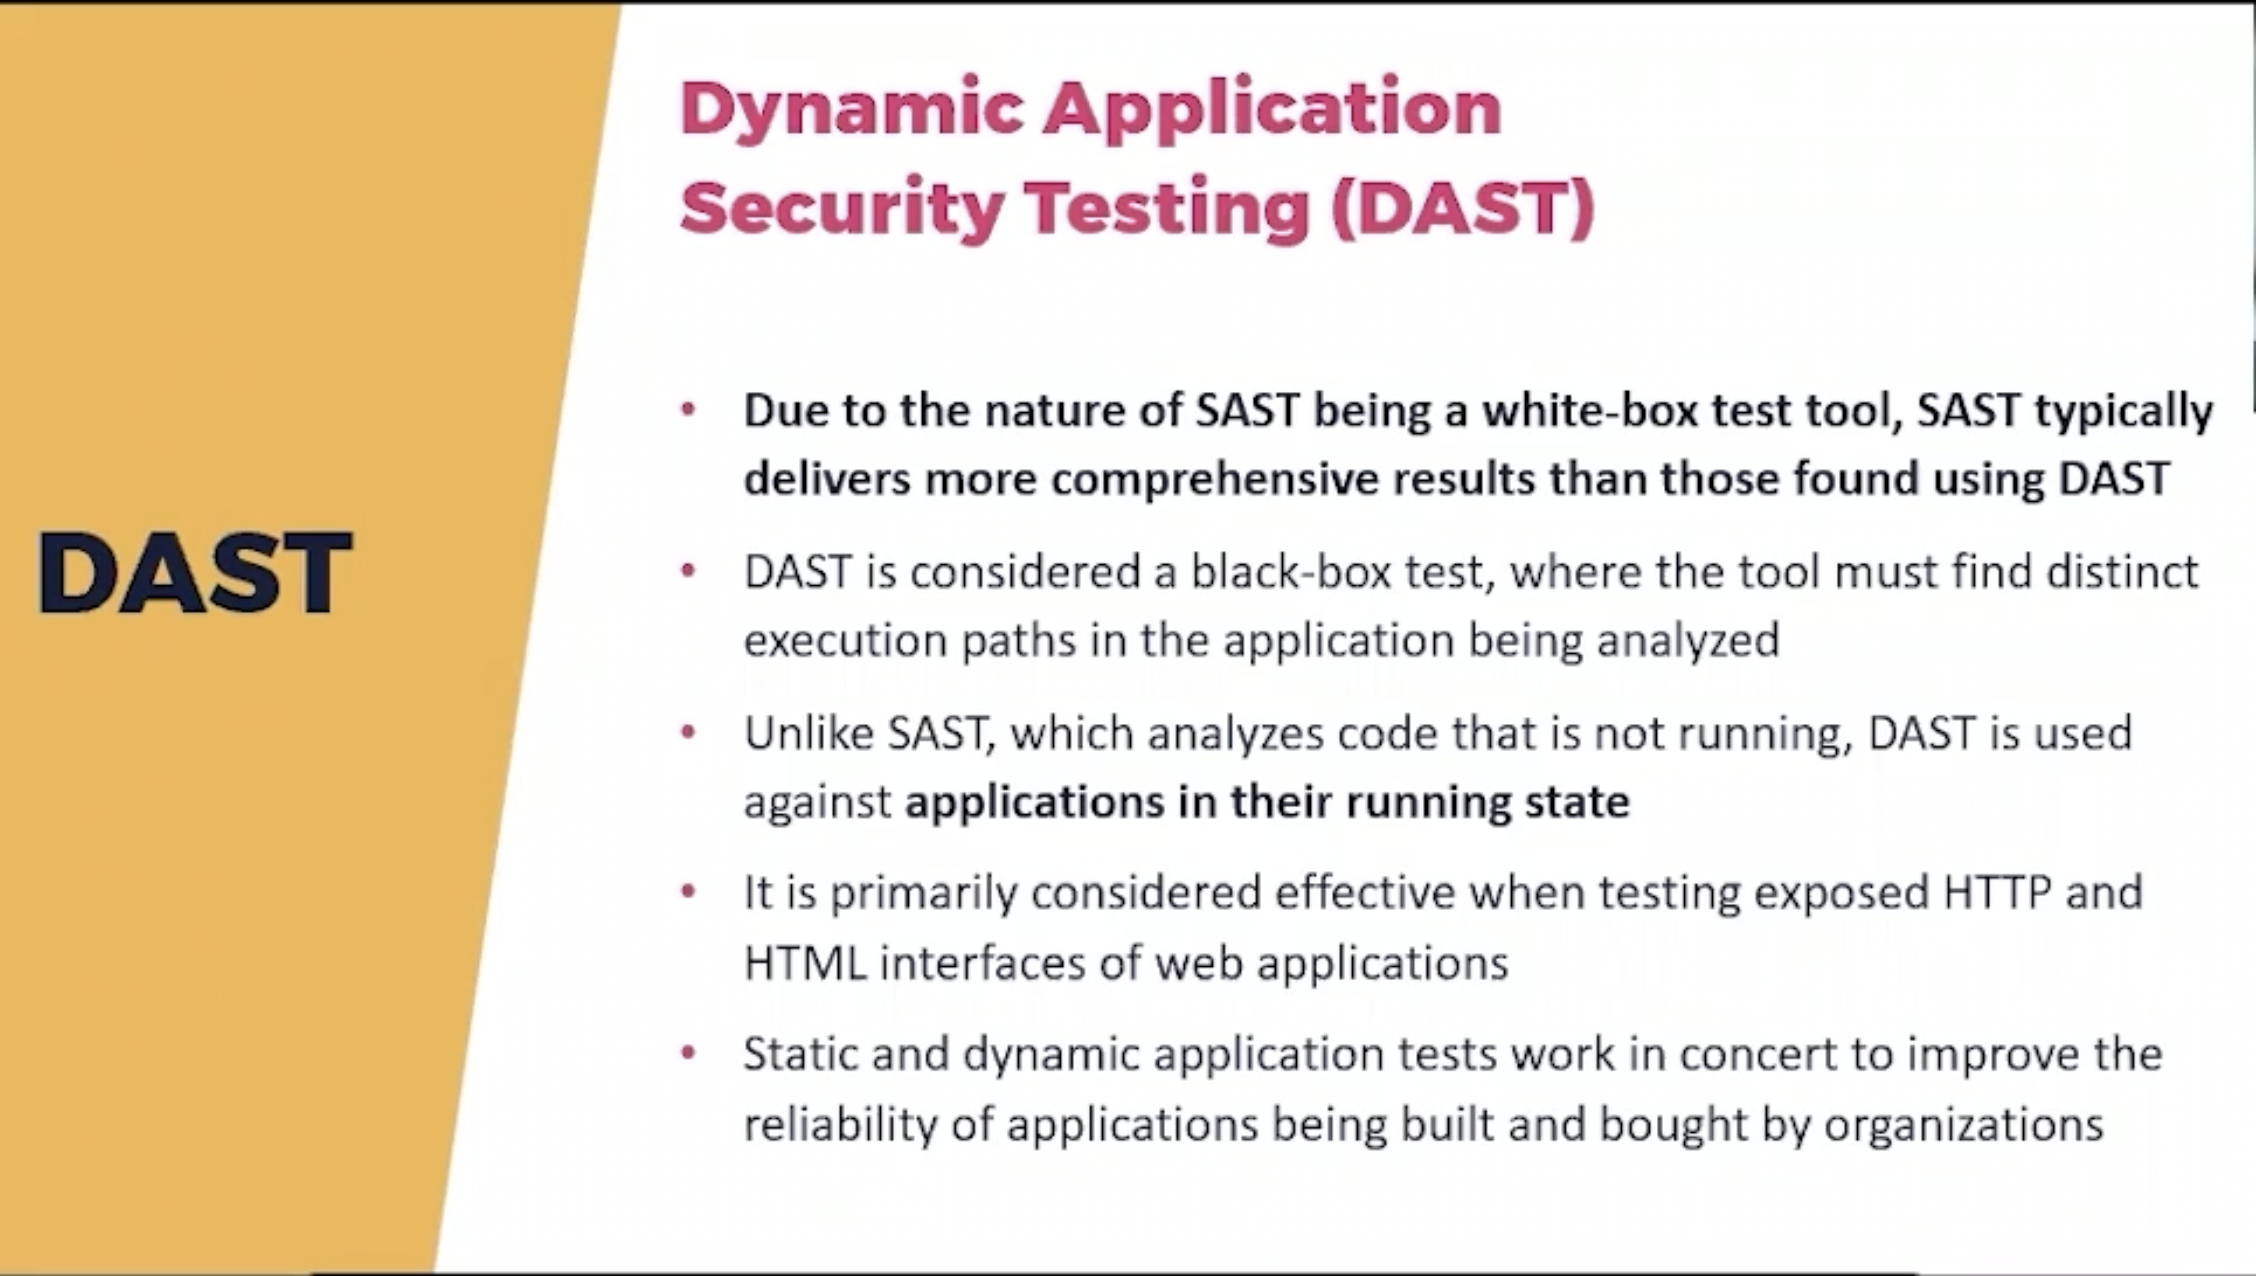 DAST
Dynamic Application
Security Testing (DAST)
• Due to the nature of SAST being a white-box test tool, SAST typically
delivers more comprehensive results than those found using DAST
• DAST is considered a black-box test, where the tool must find distinct
execution paths in the application being analyzed
• Unlike SAST, which analyzes code that is not running, DAST is used
against applications in their running state
• It is primarily considered effective when testing exposed HTTP and
HTML interfaces of web applications
• Static and dynamic application tests work in concert to improve the
reliability of applications being built and bought by organizations